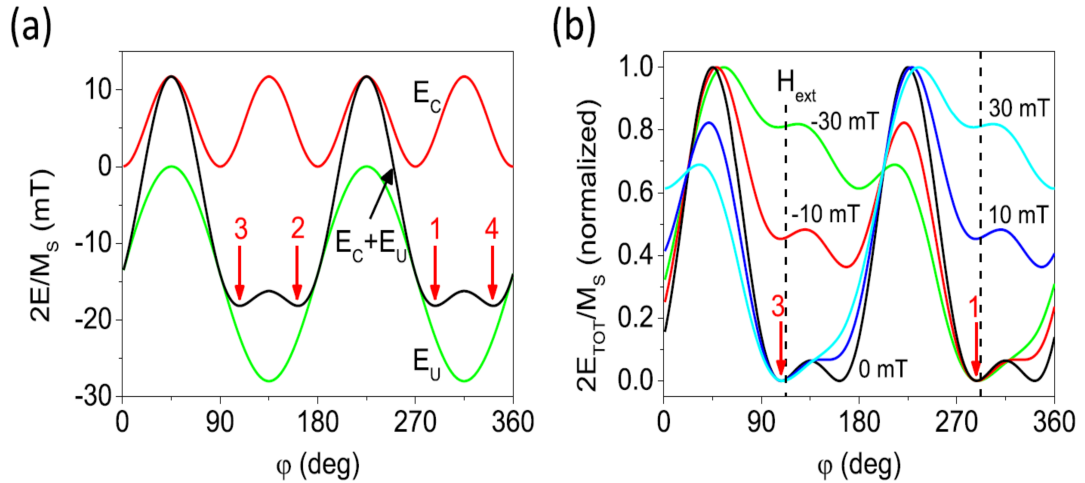 (a)
2E/M_S (mT)
10
0
-10
-20
-30
E_C
3
2
E_C+E_U
1
4
E_U
0
90
180
270
360
φ (deg)
(b)
2E_TOT/M_S (normalized)
1.0
0.8
0.6
0.4
0.2
0.0
H_ext
-30 mT
30 mT
-10 mT
10 mT
3
1
0 mT
0
90
180
270
360
φ (deg)